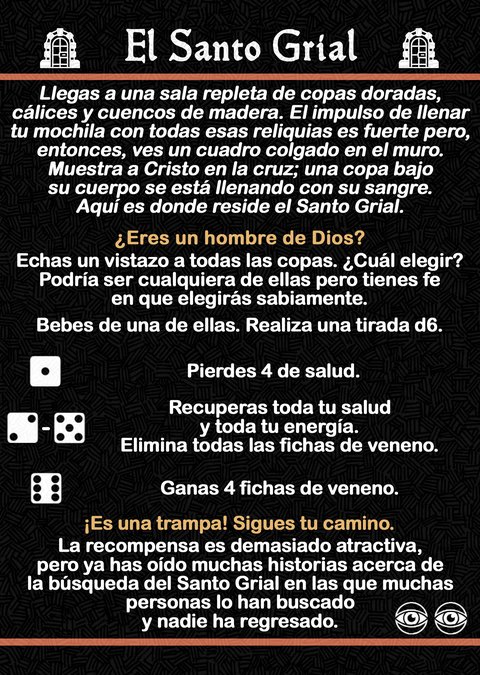 El Santo Grial
Llegas a una sala repleta de copas doradas,
cálices y cuencos de madera. El impulso de llenar
tu mochila con todas esas reliquias es fuerte pero,
entonces, ves un cuadro colgado en el muro.
Muestra a Cristo en la cruz; una copa bajo
su cuerpo se está llenando con su sangre.
Aquí es donde reside el Santo Grial.
¿Eres un hombre de Dios?
Echas un vistazo a todas las copas. ¿Cuál elegir?
Podría ser cualquiera de ellas pero tienes fe
en que elegirás sabiamente.
Bebes de una de ellas. Realiza una tirada d6.
Pierdes 4 de salud.
-
Recuperas toda tu salud
y toda tu energía.
Elimina todas las fichas de veneno.
Ganas 4 fichas de veneno.
¡Es una trampa! Sigues tu camino.
La recompensa es demasiado atractiva,
pero ya has oído muchas historias acerca de
la búsqueda del Santo Grial en las que muchas
personas lo han buscado
y nadie ha regresado.